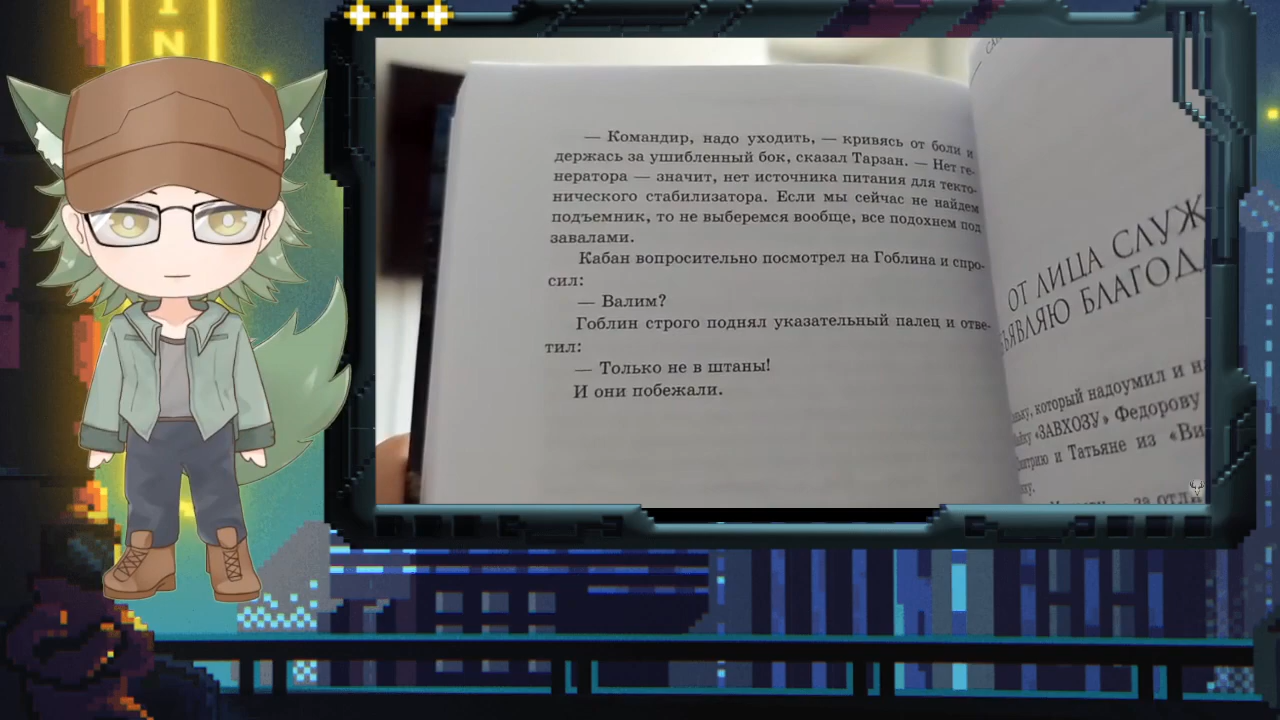 IN
— Командир, надо уходить, — кривясь от боли и
держась за ушибленный бок, сказал Тарзан. — Нет ге-
нератора — значит, нет источника питания для текто-
нического стабилизатора. Если мы сейчас не найдем
подъемник, то не выберемся вообще, все подохнем под
завалами.
Кабан вопросительно посмотрел на Гоблина и спро-
сил:
— Валим?
Гоблин строго поднял указательный палец и отве-
тил:
— Только не в штаны!
И они побежали.
ОТ ЛИЦА СЛУЖ
ЪЯВЛЯЮ БЛАГОД
который надоумил и
«ЗАВХОЗУ» Федорову
и Татьяне из «Ви
за отл